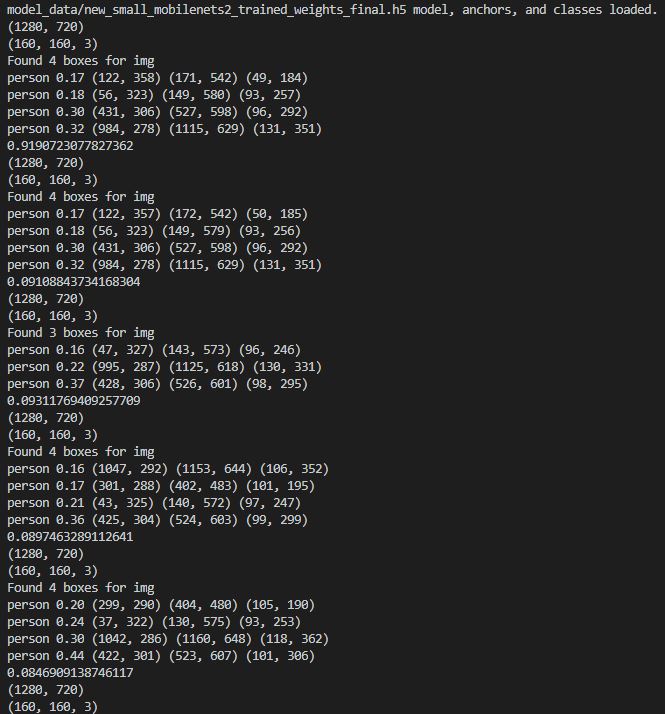 model_data/new_small_mobilenets2_trained_weights_final.h5 model, anchors, and classes loaded.
(1280, 720)
(160, 160, 3)
Found 4 boxes for img
person 0.17 (122, 358) (171, 542) (49, 184)
person 0.18 (56, 323) (149, 580) (93, 257)
person 0.30 (431, 306) (527, 598) (96, 292)
person 0.32 (984, 278) (1115, 629) (131, 351)
0.9190723077827362
(1280, 720)
(160, 160, 3)
Found 4 boxes for img
person 0.17 (122, 357) (172, 542) (50, 185)
person 0.18 (56, 323) (149, 579) (93, 256)
person 0.30 (431, 306) (527, 598) (96, 292)
person 0.32 (984, 278) (1115, 629) (131, 351)
0.09108843734168304
(1280, 720)
(160, 160, 3)
Found 3 boxes for img
person 0.16 (47, 327) (143, 573) (96, 246)
person 0.22 (995, 287) (1125, 618) (130, 331)
person 0.37 (428, 306) (526, 601) (98, 295)
0.09311769409257709
(1280, 720)
(160, 160, 3)
Found 4 boxes for img
person 0.16 (1047, 292) (1153, 644) (106, 352)
person 0.17 (301, 288) (402, 483) (101, 195)
person 0.21 (43, 325) (140, 572) (97, 247)
person 0.36 (425, 304) (524, 603) (99, 299)
0.0897463289112641
(1280, 720)
(160, 160, 3)
Found 4 boxes for img
person 0.20 (299, 290) (404, 480) (105, 190)
person 0.24 (37, 322) (130, 575) (93, 253)
person 0.30 (1042, 286) (1160, 648) (118, 362)
person 0.44 (422, 301) (523, 607) (101, 306)
0.0846909138746117
(1280, 720)
(160, 160, 3)